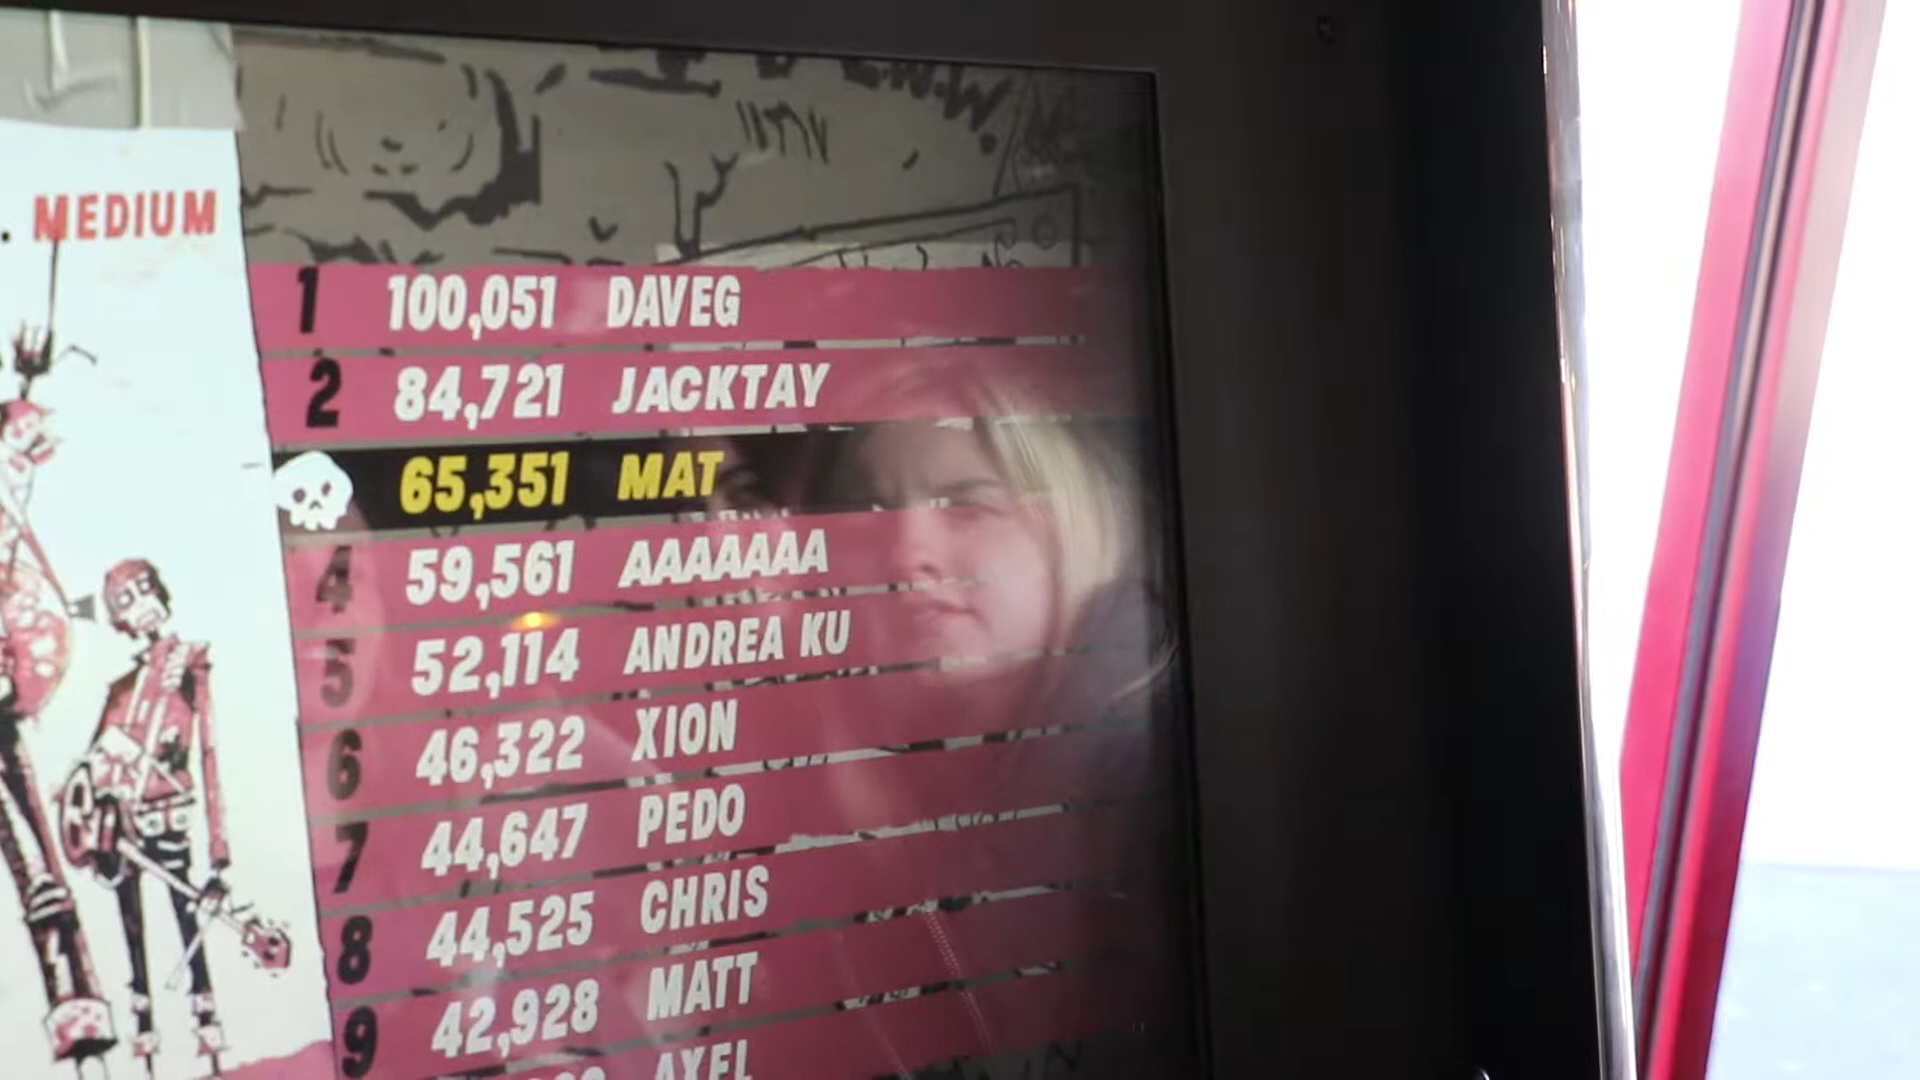 . MEDIUM
1 100,051 DAVEG
2 84,721 JACKTAY
65,351 MAT
4 59,561 AAAAAAA
5 52,114 ANDREA KU
6 46,322 XION
7 44,647 PEDO
8 44,525 CHRIS
9 42,928 MATT
AXEL